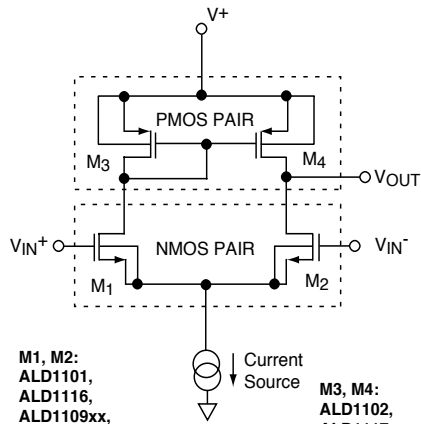 V+
PMOS PAIR
M3
M4
VOUT
VIN+
NMOS PAIR
VIN-
M1
M2
Current
Source
M1, M2:
ALD1101,
ALD1116,
ALD1109xx,
M3, M4:
ALD1102,